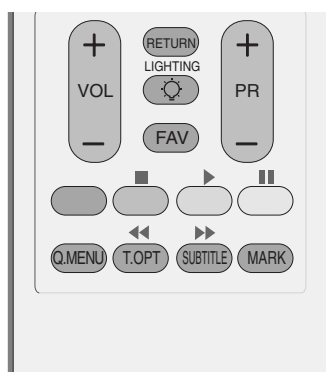 + RETURN +
LIGHTING
VOL PR
FAV
− −
Q.MENU T.OPT SUBTITLE MARK